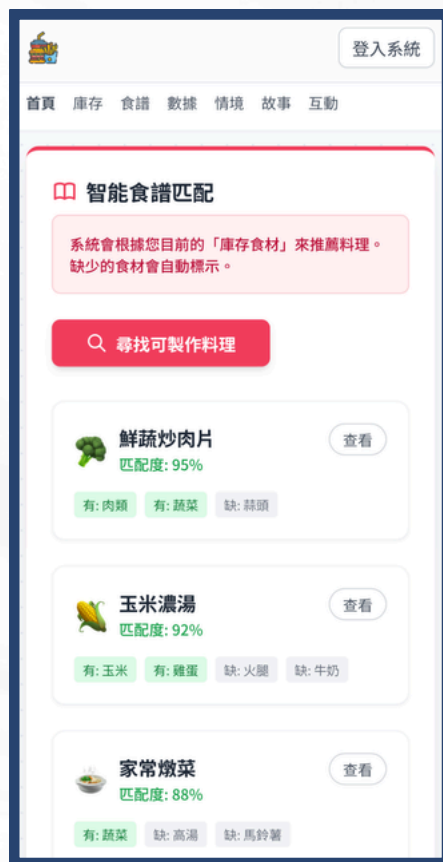 登入系統
首頁 庫存 食譜 數據 情境 故事 互動
智能食譜匹配
系統會根據您目前的「庫存食材」來推薦料理。
缺少的食材會自動標示。
尋找可製作料理
鮮蔬炒肉片 查看
匹配度: 95%
有: 肉類 有: 蔬菜 缺: 蒜頭
玉米濃湯 查看
匹配度: 92%
有: 玉米 有: 雞蛋 缺: 火腿 缺: 牛奶
家常燉菜 查看
匹配度: 88%
有: 蔬菜 缺: 高湯 缺: 馬鈴薯